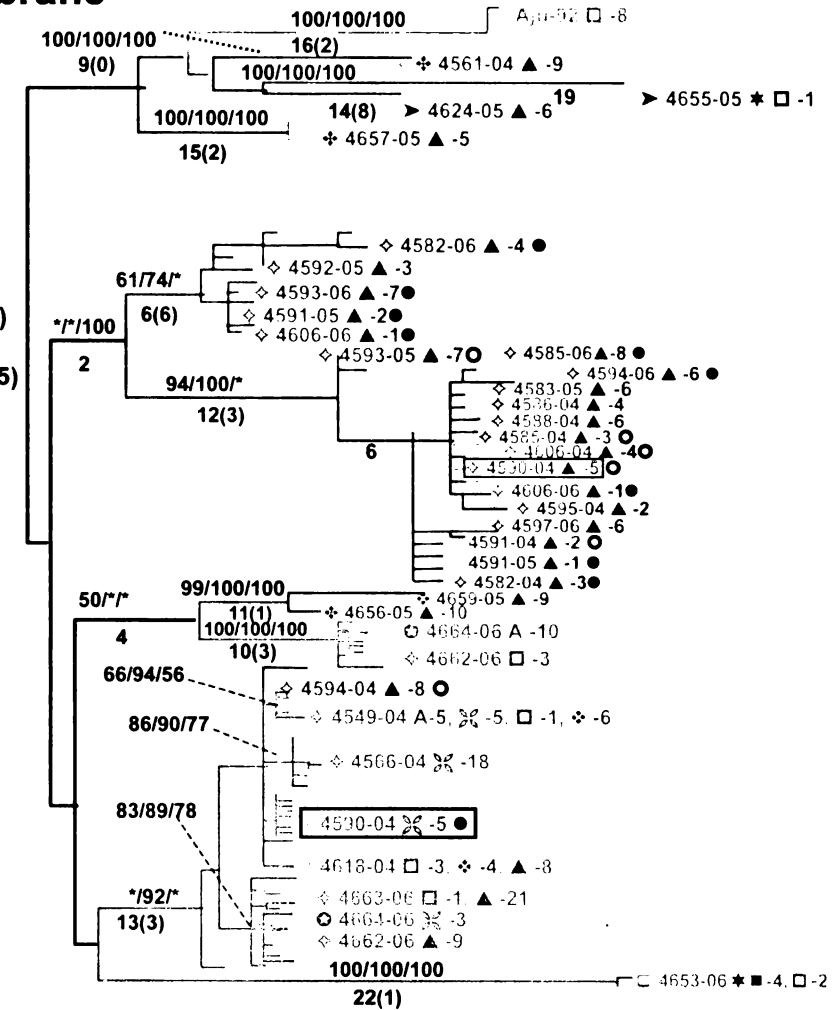 100/100/100 -8
100/100/100 16(2)
9(0) 100/100/100 4561-04 ▲ -9
19
14(8) ➤ 4624-05 ▲ -6 ➤ 4655-05 ★ □ -1
100/100/100
15(2) 4657-05 ▲ -5
◇ 4582-06 ▲ -4 ●
◇ 4592-05 ▲ -3
61/74/* ◇ 4593-06 ▲ -7 ●
6(6) ◇ 4591-05 ▲ -2 ●
*/*/100 ◇ 4606-06 ▲ -1 ●
2 ◇ 4593-05 ▲ -7 ○ ◇ 4585-06 ▲ -8 ●
5) ◇ 4594-06 ▲ -6 ●
94/100/* ◇ 4583-05 ▲ -6
12(3) ◇ 4586-04 ▲ -4
◇ 4588-04 ▲ -6
◇ 4585-04 ▲ -3 ○
6 ◇ 4606-04 ▲ -4 ○
◇ 4590-04 ▲ -5 ○
◇ 4606-06 ▲ -1 ●
◇ 4595-04 ▲ -2
◇ 4597-06 ▲ -6
4591-04 ▲ -2 ○
4591-05 ▲ -1 ●
◇ 4582-04 ▲ -3 ●
50/*/* 99/100/100 4659-05 ▲ -9
4 11(1) 4656-05 ▲ -10
100/100/100 4664-06 A -10
10(3) ◇ 4662-06 □ -3
66/94/56 ◇ 4594-04 ▲ -8 ○
◇ 4549-04 A-5, -5, □ -1, -6
86/90/77
◇ 4566-04 -18
83/89/78 4590-04 -5 ●
4618-04 □ -3, -4, ▲ -8
*/92/* ◇ 4663-06 □ -1, ▲ -21
13(3) 4664-06 -3
◇ 4662-06 ▲ -9
100/100/100
22(1) 4653-06 ★ ■ -4, □ -2